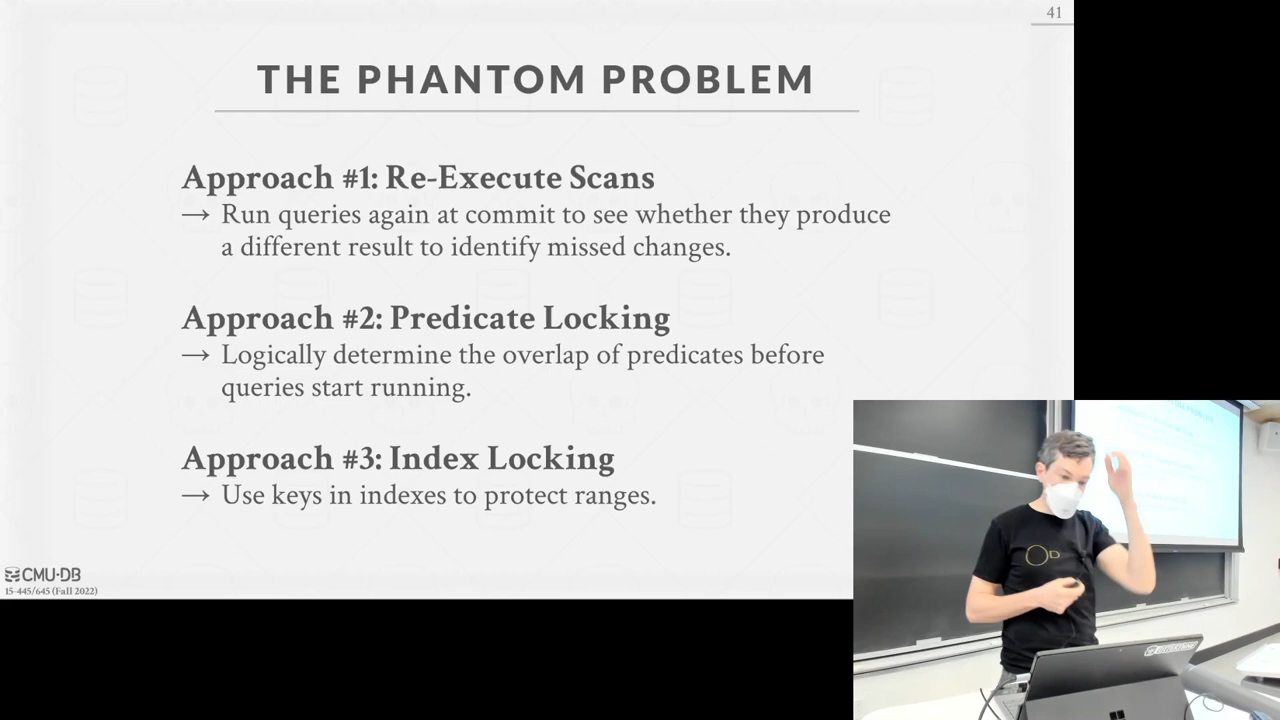 41
THE PHANTOM PROBLEM
Approach #1: Re-Execute Scans
→ Run queries again at commit to see whether they produce
a different result to identify missed changes.
Approach #2: Predicate Locking
→ Logically determine the overlap of predicates before
queries start running.
Approach #3: Index Locking
→ Use keys in indexes to protect ranges.
CMU·DB
15-445/645 (Fall 2022)